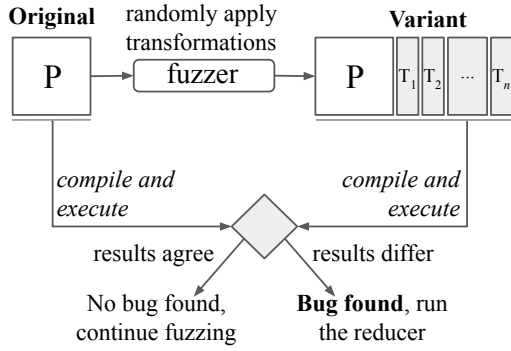 Original
randomly apply
transformations
Variant
P
fuzzer
P
T1
T2
...
Tn
compile and
execute
compile and
execute
results agree
results differ
No bug found,
continue fuzzing
Bug found, run
the reducer